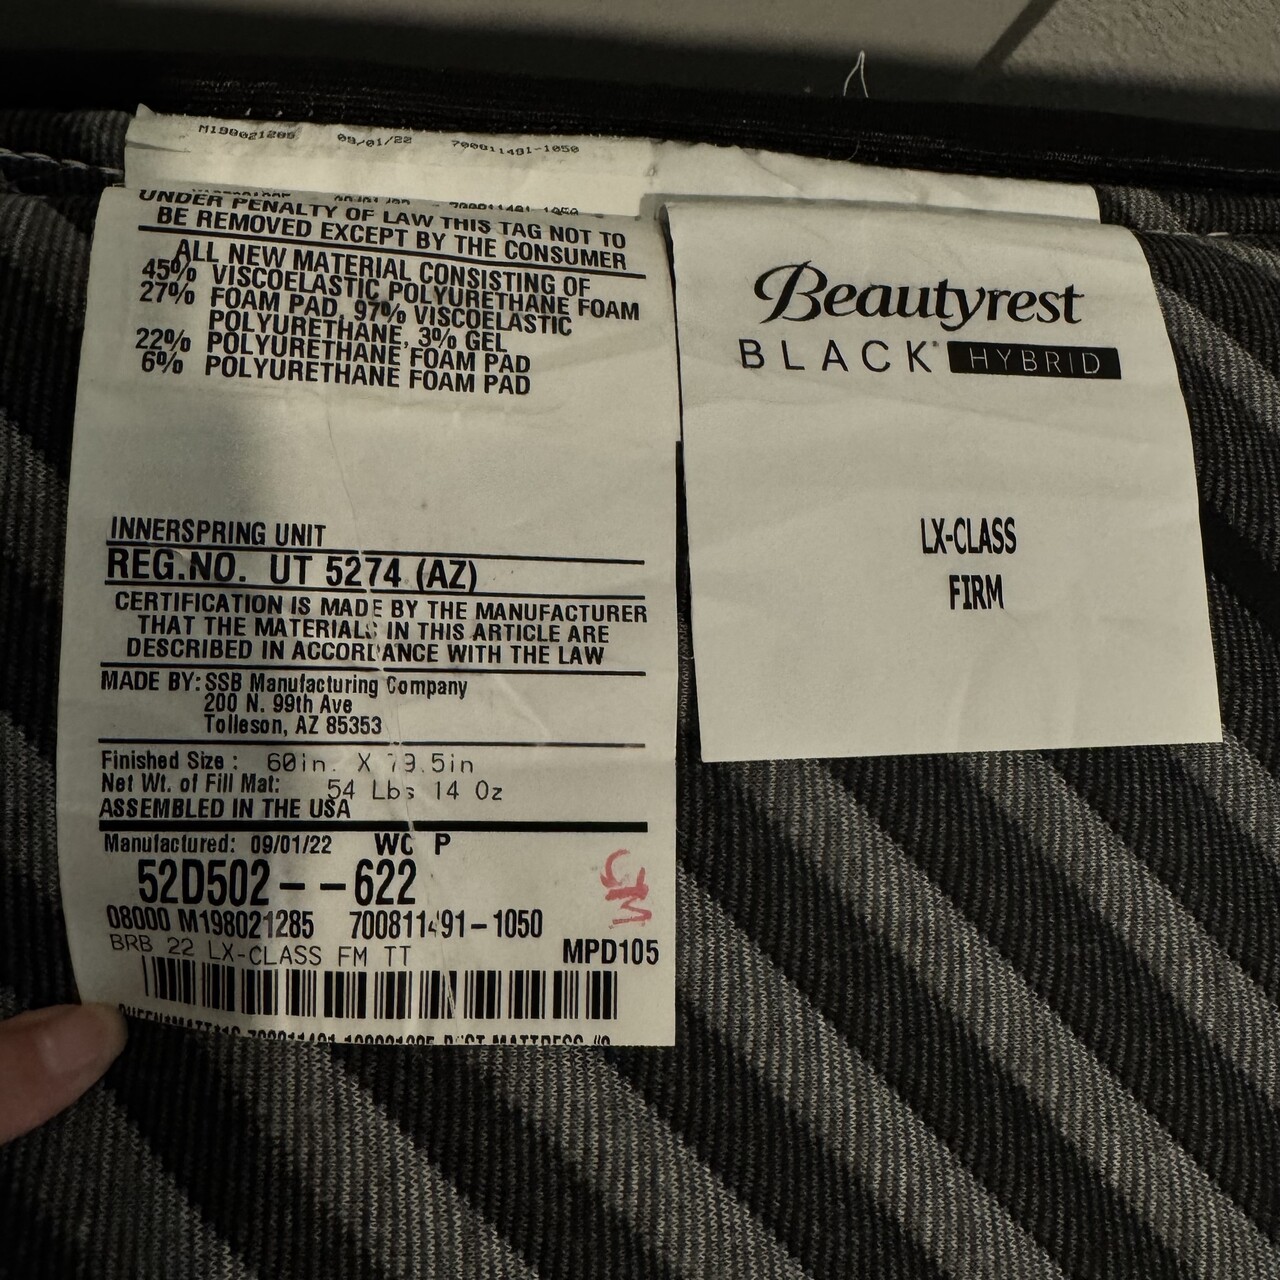 M198021285 09/01/22 700811491-1050
UNDER PENALTY OF LAW THIS TAG NOT TO
BE REMOVED EXCEPT BY THE CONSUMER
ALL NEW MATERIAL CONSISTING OF
45% VISCOELASTIC POLYURETHANE FOAM
27% FOAM PAD, 97% VISCOELASTIC
POLYURETHANE, 3% GEL
22% POLYURETHANE FOAM PAD
6% POLYURETHANE FOAM PAD
INNERSPRING UNIT
REG.NO. UT 5274 (AZ)
CERTIFICATION IS MADE BY THE MANUFACTURER
THAT THE MATERIALS IN THIS ARTICLE ARE
DESCRIBED IN ACCORDANCE WITH THE LAW
MADE BY: SSB Manufacturing Company
200 N. 99th Ave
Tolleson, AZ 85353
Finished Size : 60in. X 79.5in
Net Wt. of Fill Mat: 54 Lbs 14 Oz
ASSEMBLED IN THE USA
Manufactured: 09/01/22 WC P
52D502- -622
08000 M198021285 700811491-1050
BRB 22 LX-CLASS FM TT MPD105
Beautyrest
BLACK® HYBRID
LX-CLASS
FIRM